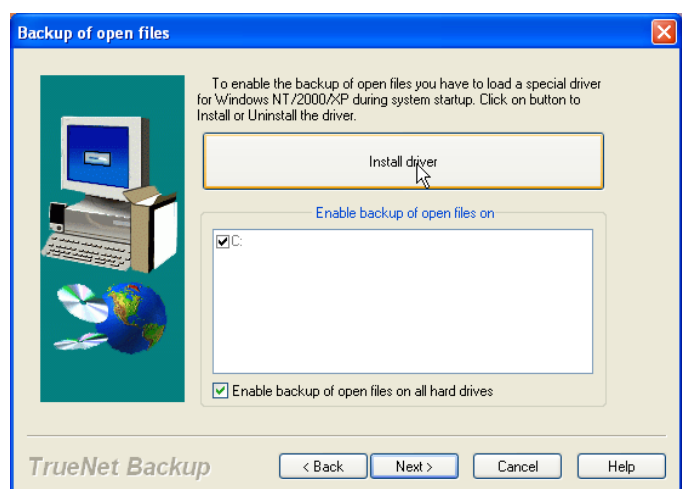 Backup of open files
To enable the backup of open files you have to load a special driver
for Windows NT/2000/XP during system startup. Click on button to
Install or Uninstall the driver.
Install driver
Enable backup of open files on
C:
Enable backup of open files on all hard drives
TrueNet Backup
< Back
Next >
Cancel
Help